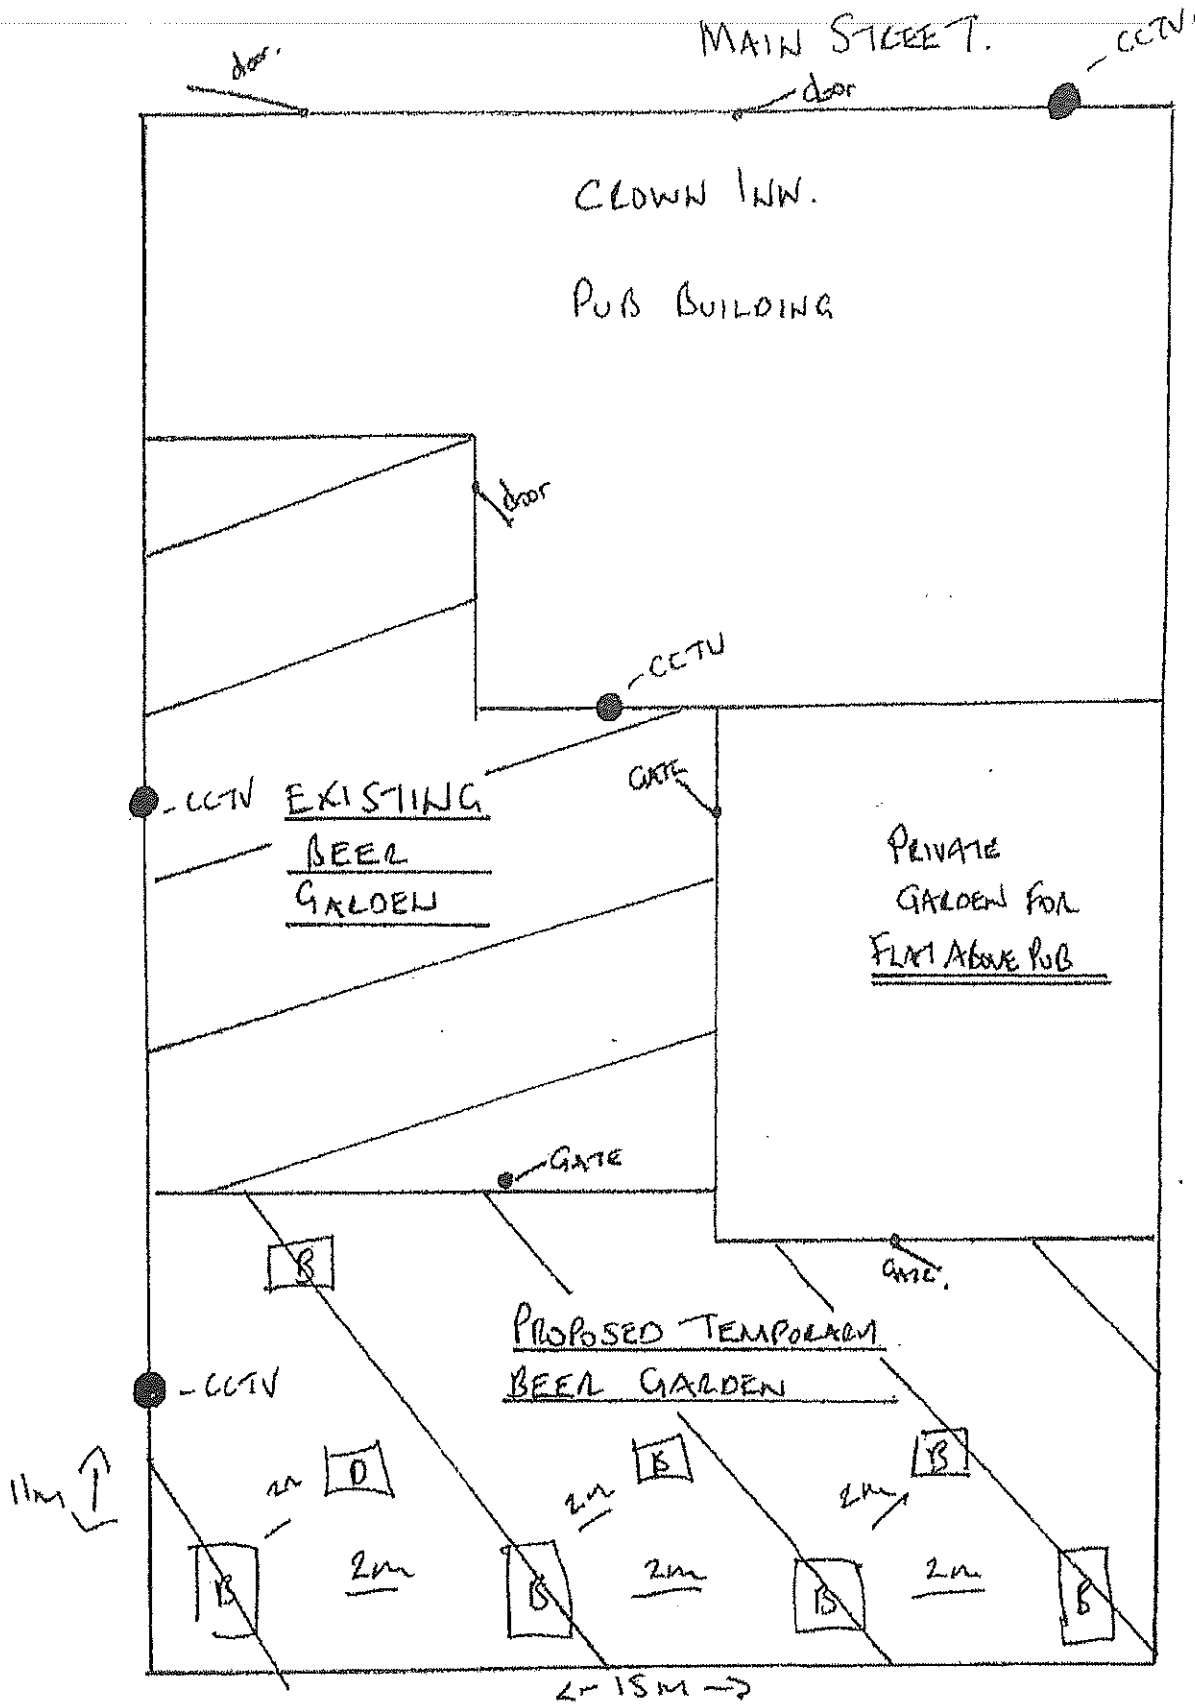 MAIN STREET.
- CCTV.
door.
door
CROWN INN.
PUB BUILDING
door
- CCTV
GATE
- CCTV
EXISTING
BEER
GARDEN
PRIVATE
GARDEN FOR
FLAT ABOVE PUB
GATE
B
GATE.
PROPOSED TEMPORARY
BEER GARDEN
- CCTV
11m
2m
D
2m
B
2m
B
B
2m
B
2m
B
2m
B
<- 15m ->